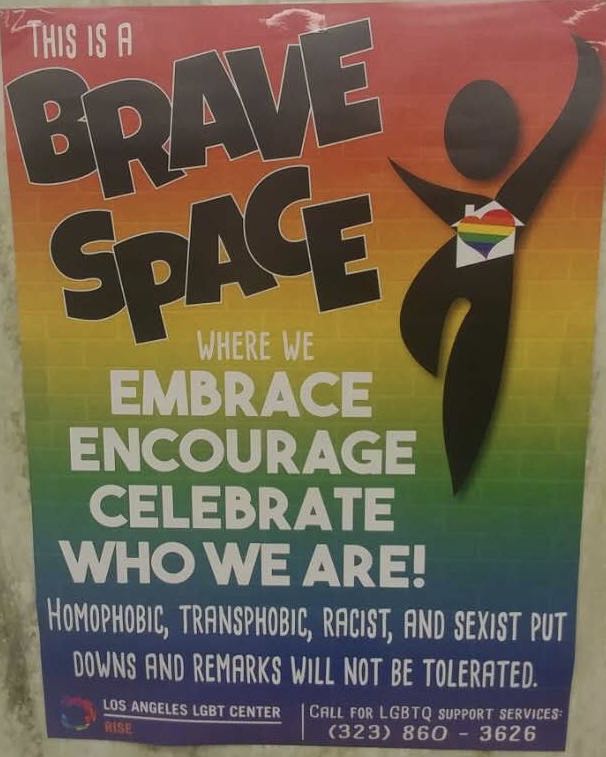 THIS IS A
BRAVE
SPACE
WHERE WE
EMBRACE
ENCOURAGE
CELEBRATE
WHO WE ARE!
HOMOPHOBIC, TRANSPHOBIC, RACIST, AND SEXIST PUT
DOWNS AND REMARKS WILL NOT BE TOLERATED.
LOS ANGELES LGBT CENTER
RISE
CALL FOR LGBTQ SUPPORT SERVICES:
(323) 860 - 3626